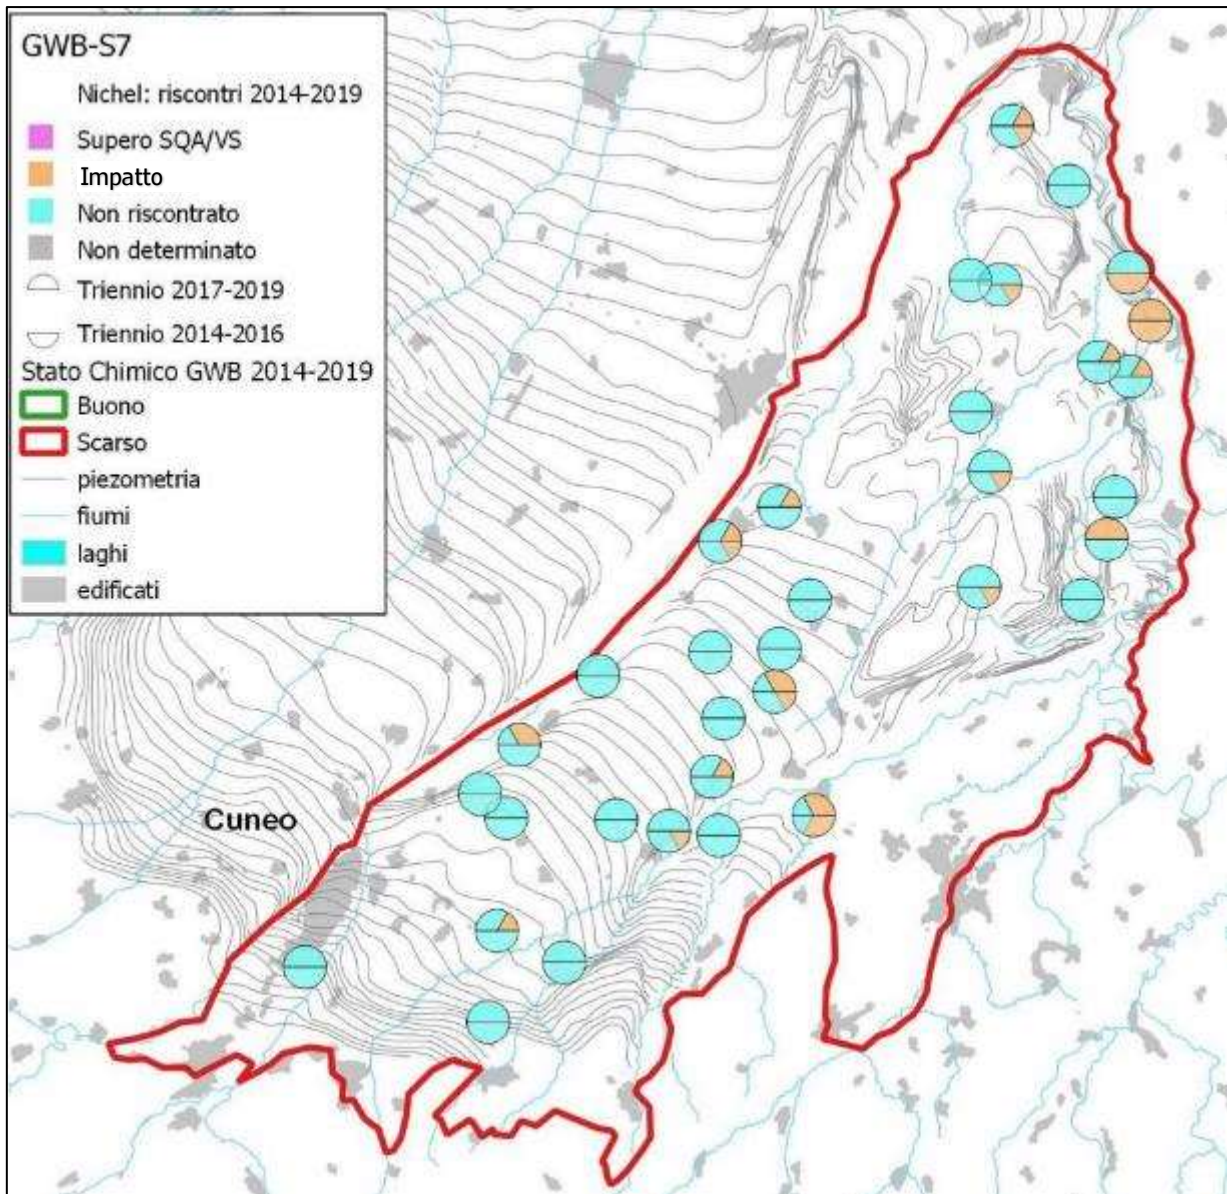 GWB-S7
Nichel: riscontri 2014-2019
Supero SQA/VS
Impatto
Non riscontrato
Non determinato
Triennio 2017-2019
Triennio 2014-2016
Stato Chimico GWB 2014-2019
Buono
Scarso
piezometria
fiumi
laghi
edificati
Cuneo